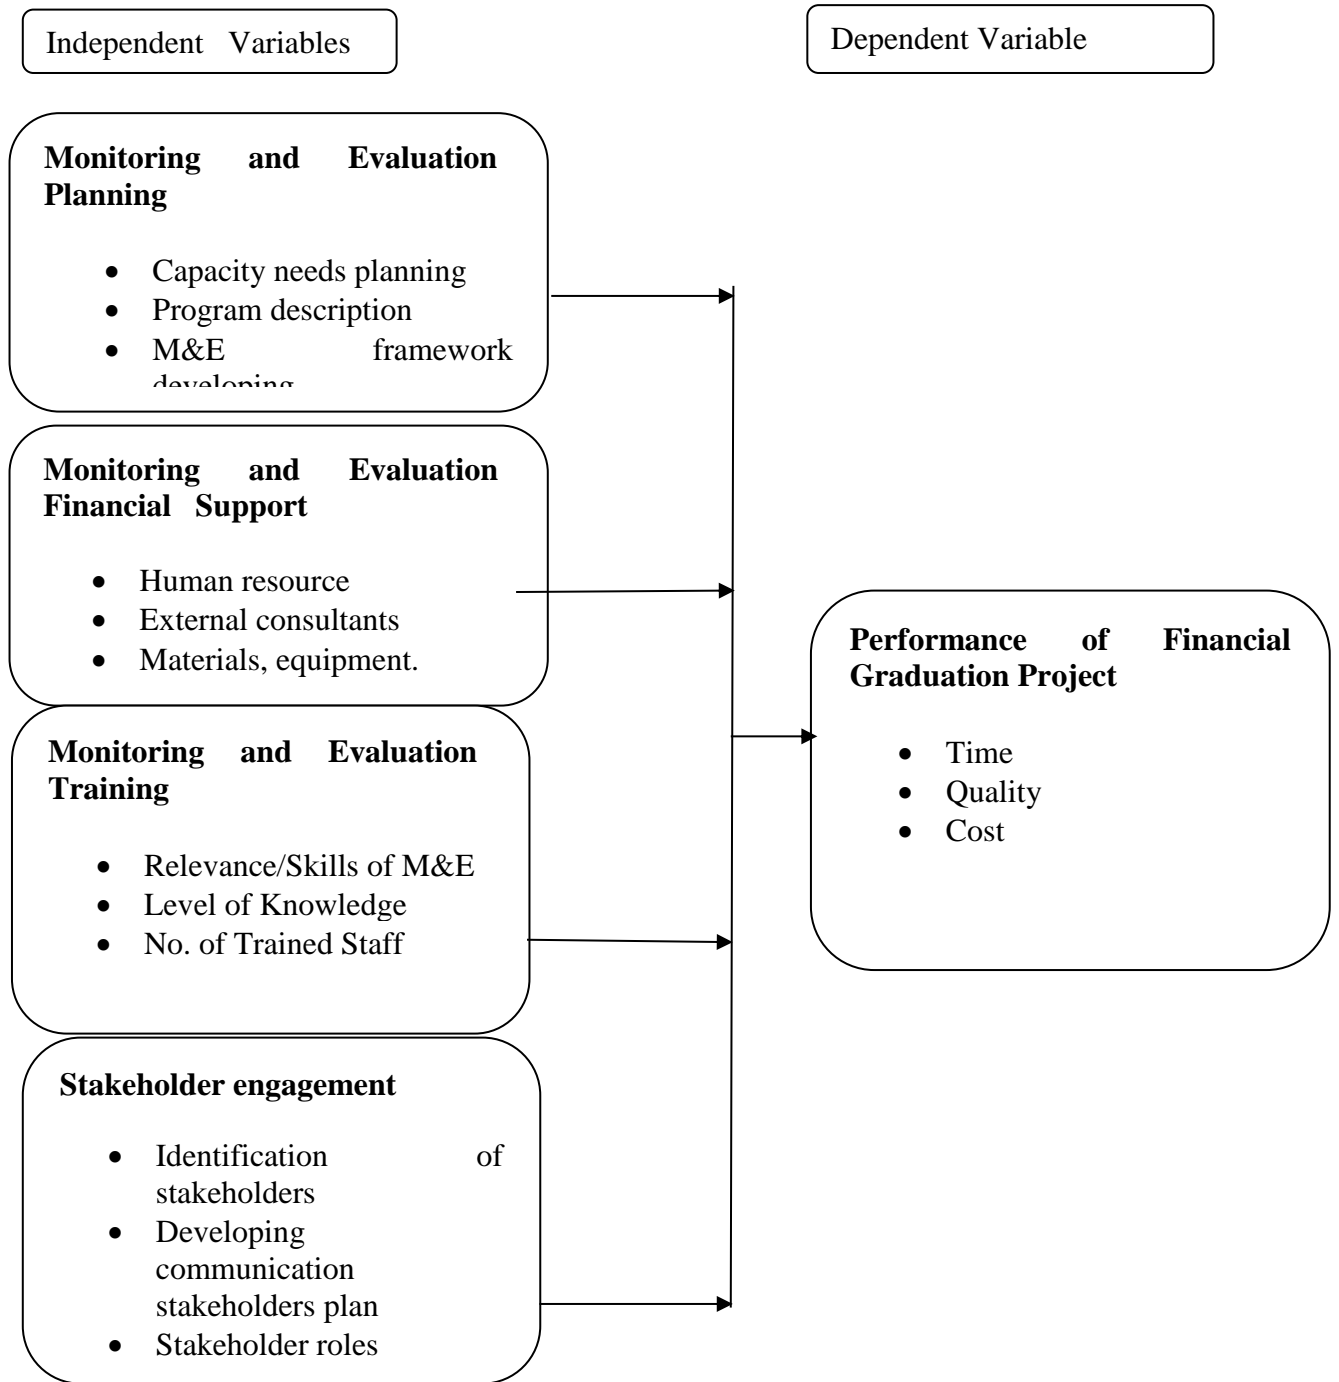 Independent Variables
Dependent Variable
Monitoring and Evaluation
Planning
• Capacity needs planning
• Program description
• M&E framework
developing
Monitoring and Evaluation
Financial Support
• Human resource
• External consultants
• Materials, equipment.
Monitoring and Evaluation
Training
• Relevance/Skills of M&E
• Level of Knowledge
• No. of Trained Staff
Stakeholder engagement
• Identification of
stakeholders
• Developing
communication
stakeholders plan
• Stakeholder roles
Performance of Financial
Graduation Project
• Time
• Quality
• Cost